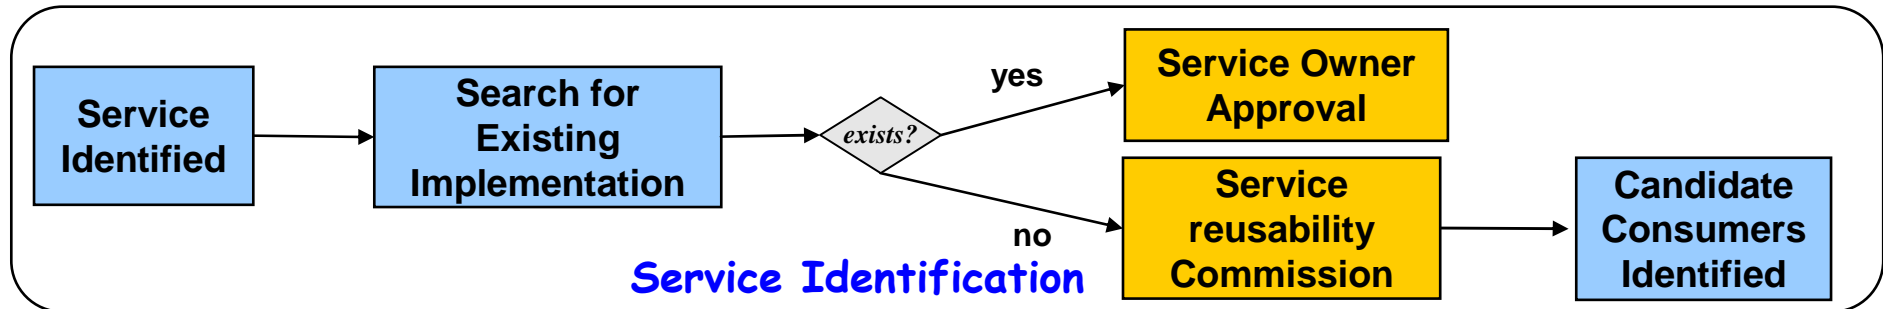 Service
Identified
Search for
Existing
Implementation
exists?
yes
Service Owner
Approval
no
Service
reusability
Commission
Candidate
Consumers
Identified
Service Identification